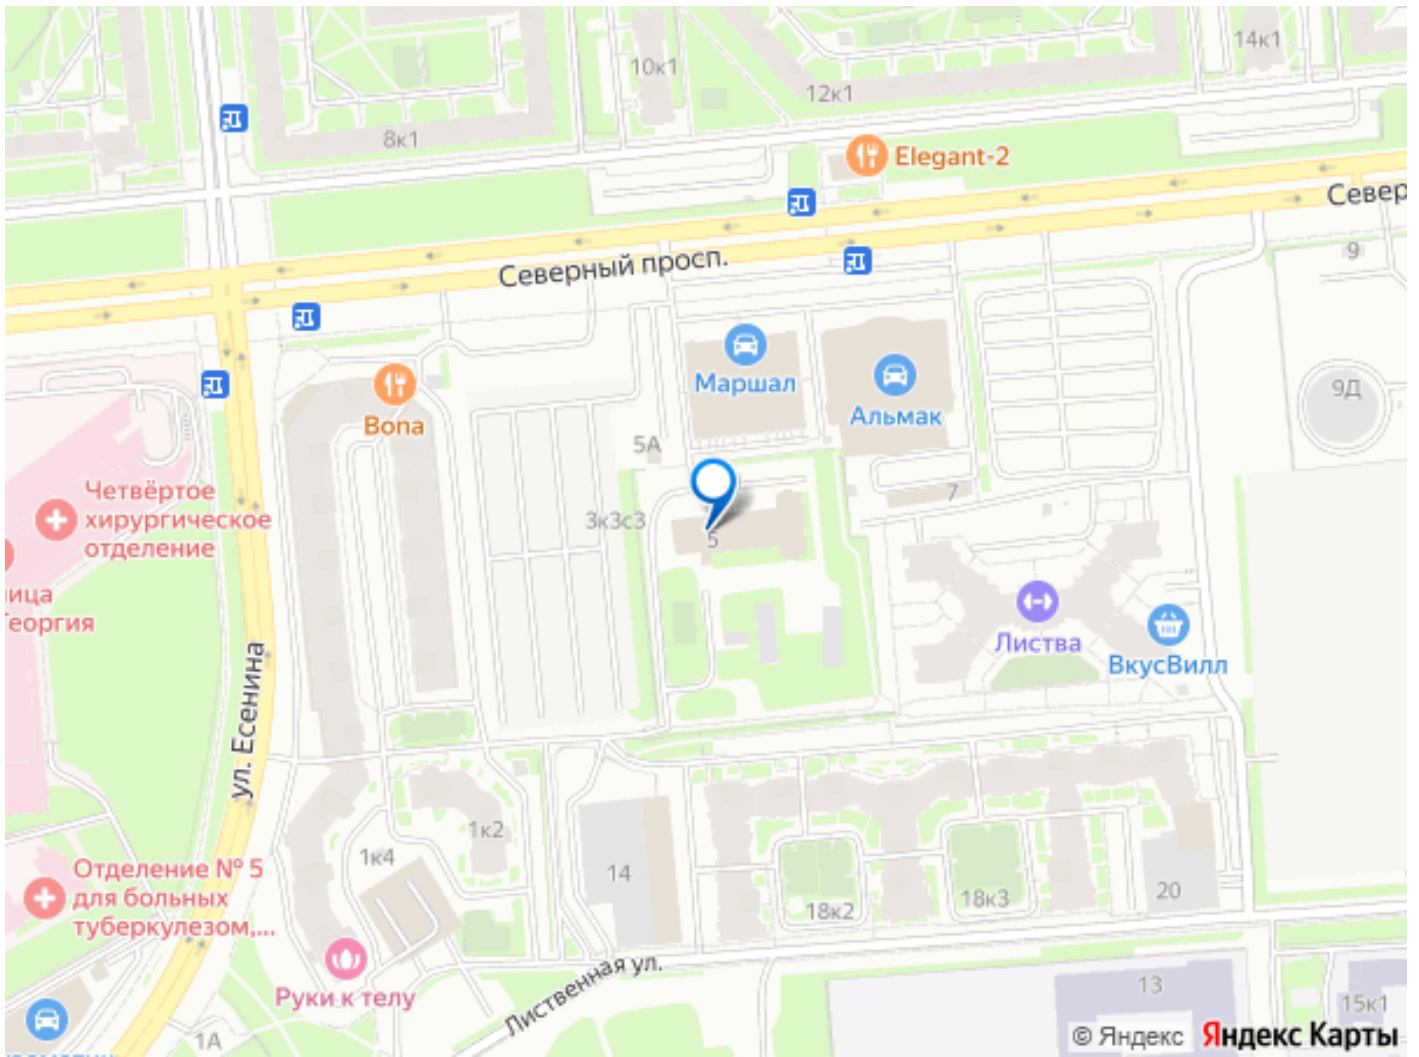 14к1
10к1
12к1
8к1
Elegant-2
Север
Северный просп.
9
Маршал
Альмак
9Д
Bona
5А
Четвёртое
хирургическое
отделение
7
3к3с3
5
ица
Георгия
Листва
ВкусВилл
ул. Есенина
1к2
1к4
14
Отделение № 5
для больных
туберкулезом,...
18к2
18к3
20
Руки к телу
Лиственная ул.
13
15к1
1А
© Яндекс
Яндекс Карты